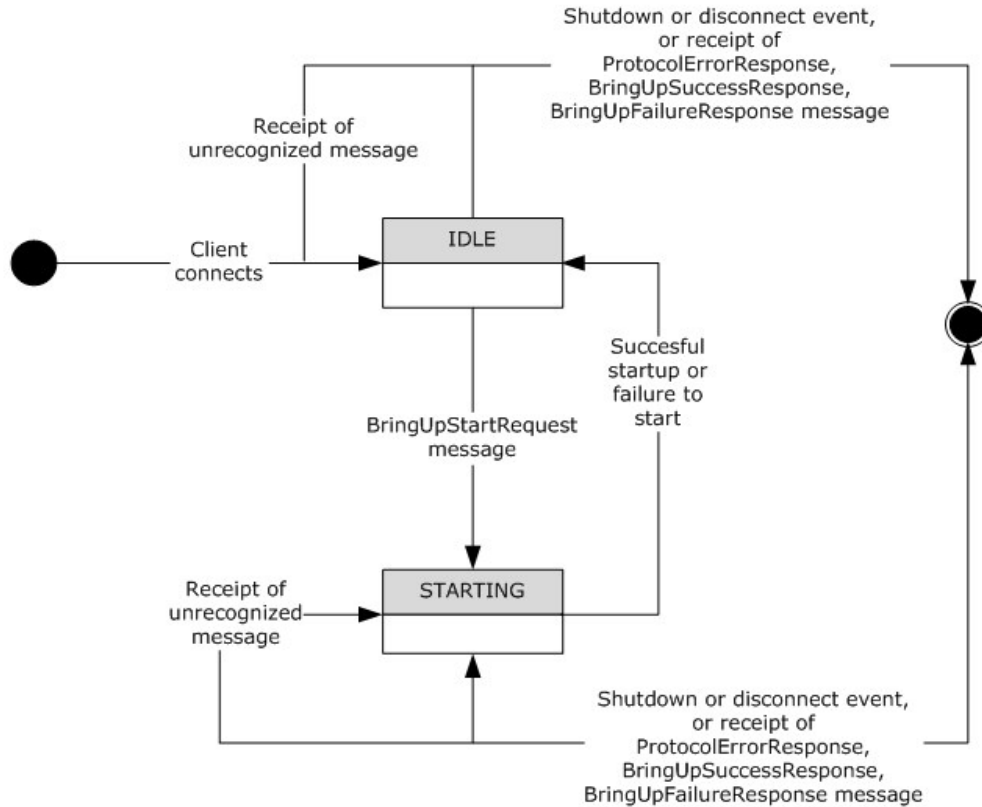 Shutdown or disconnect event,
or receipt of
ProtocolErrorResponse,
BringUpSuccessResponse,
BringUpFailureResponse message
Receipt of
unrecognized message
IDLE
Client
connects
Succesful
startup or
failure to
start
BringUpStartRequest
message
STARTING
Receipt of
unrecognized
message
Shutdown or disconnect event,
or receipt of
ProtocolErrorResponse,
BringUpSuccessResponse,
BringUpFailureResponse message